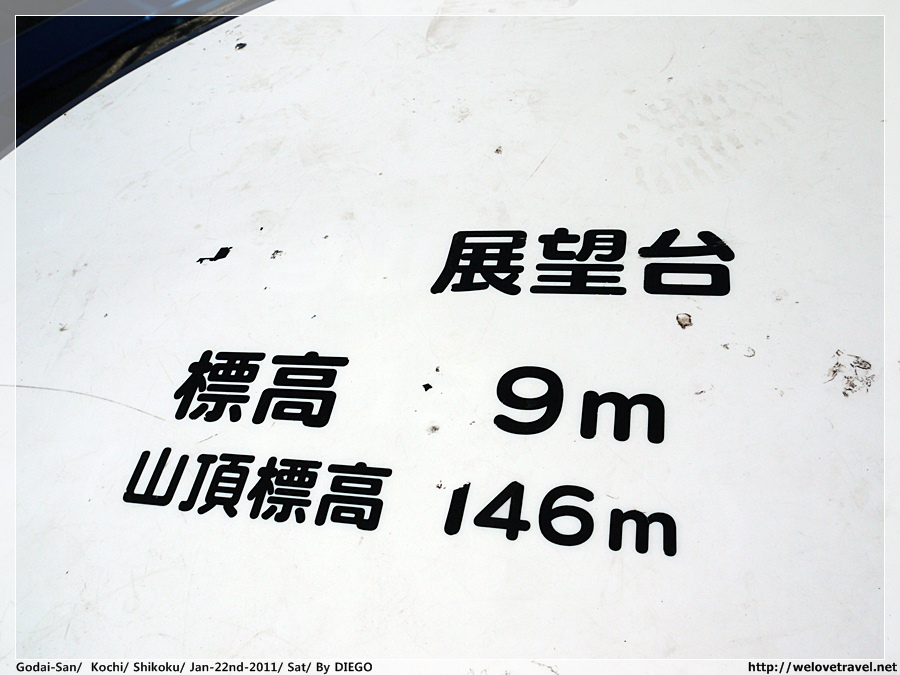 展望台
標高 9m
山頂標高 146m
Godai-San/ Kochi/ Shikoku/ Jan-22nd-2011/ Sat/ By DIEGO
http://welovetravel.net